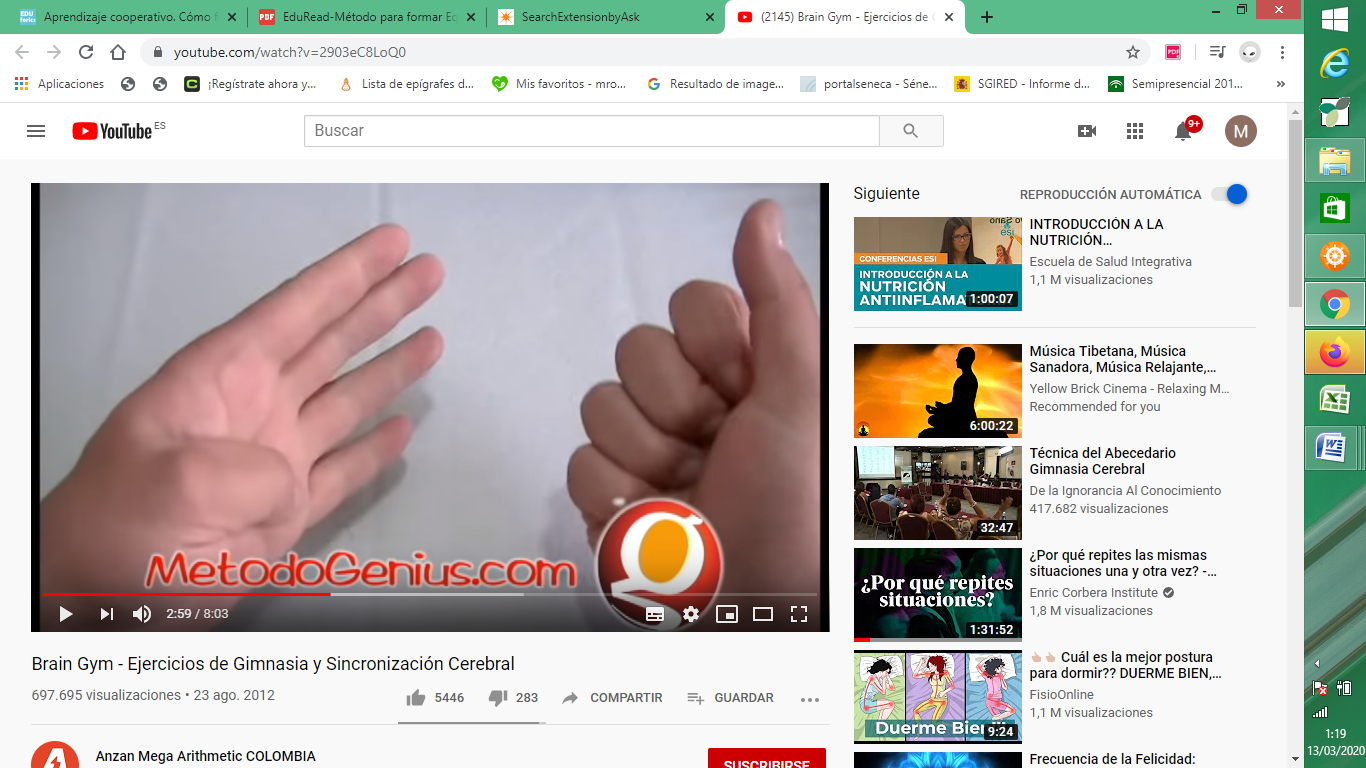 Aprendizaje cooperativo. Cómo f
EduRead-Método para formar Eq
SearchExtensionbyAsk
(2145) Brain Gym - Ejercicios de G
youtube.com/watch?v=2903eC8LoQ0
Aplicaciones
¡Regístrate ahora y...
Lista de epígrafes d...
Mis favoritos - mro...
Resultado de image...
portalseneca - Séne...
SGIRED - Informe d...
Semipresencial 201...
YouTube ES
Buscar
9+
M
MetodoGenius.com
2:59 / 8:03
Brain Gym - Ejercicios de Gimnasia y Sincronización Cerebral
697.695 visualizaciones • 23 ago. 2012
5446
283
COMPARTIR
GUARDAR
Anzan Mega Arithmetic COLOMBIA
SUSCRIBIRSE
Siguiente
REPRODUCCIÓN AUTOMÁTICA
CONFERENCIAS ESI
INTRODUCCIÓN A LA
NUTRICIÓN
ANTIINFLAMA
1:00:07
INTRODUCCIÓN A LA
NUTRICIÓN...
Escuela de Salud Integrativa
1,1 M visualizaciones
6:00:22
Música Tibetana, Música
Sanadora, Música Relajante,...
Yellow Brick Cinema - Relaxing M...
Recommended for you
32:47
Técnica del Abecedario
Gimnasia Cerebral
De la Ignorancia Al Conocimiento
417.682 visualizaciones
¿Por qué repites
situaciones?
1:31:52
¿Por qué repites las mismas
situaciones una y otra vez? -...
Enric Corbera Institute
1,8 M visualizaciones
Duerme Bien
9:24
Cuál es la mejor postura
para dormir?? DUERME BIEN,...
FisioOnline
1,1 M visualizaciones
Frecuencia de la Felicidad:
1:19
13/03/2020